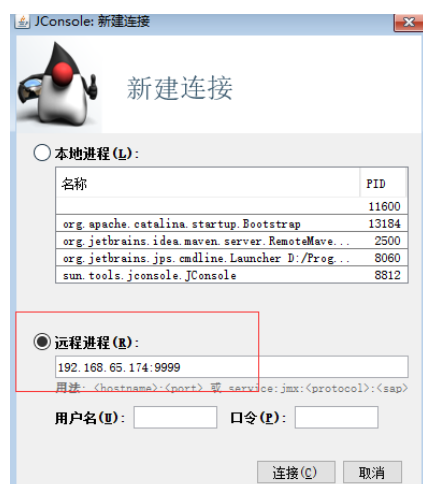 JConsole: 新建连接
新建连接
本地进程(L):
名称 PID
11600
org.apache.catalina.startup.Bootstrap 13184
org.jetbrains.idea.maven.server.RemoteMave... 2500
org.jetbrains.jps.cmdline.Launcher D:/Prog... 8060
sun.tools.jconsole.JConsole 8812
远程进程(R):
192.168.65.174:9999
用法: <hostname>:<port> 或 service:jmx:<protocol>:<sap>
用户名(U): 口令(P):
连接(C) 取消